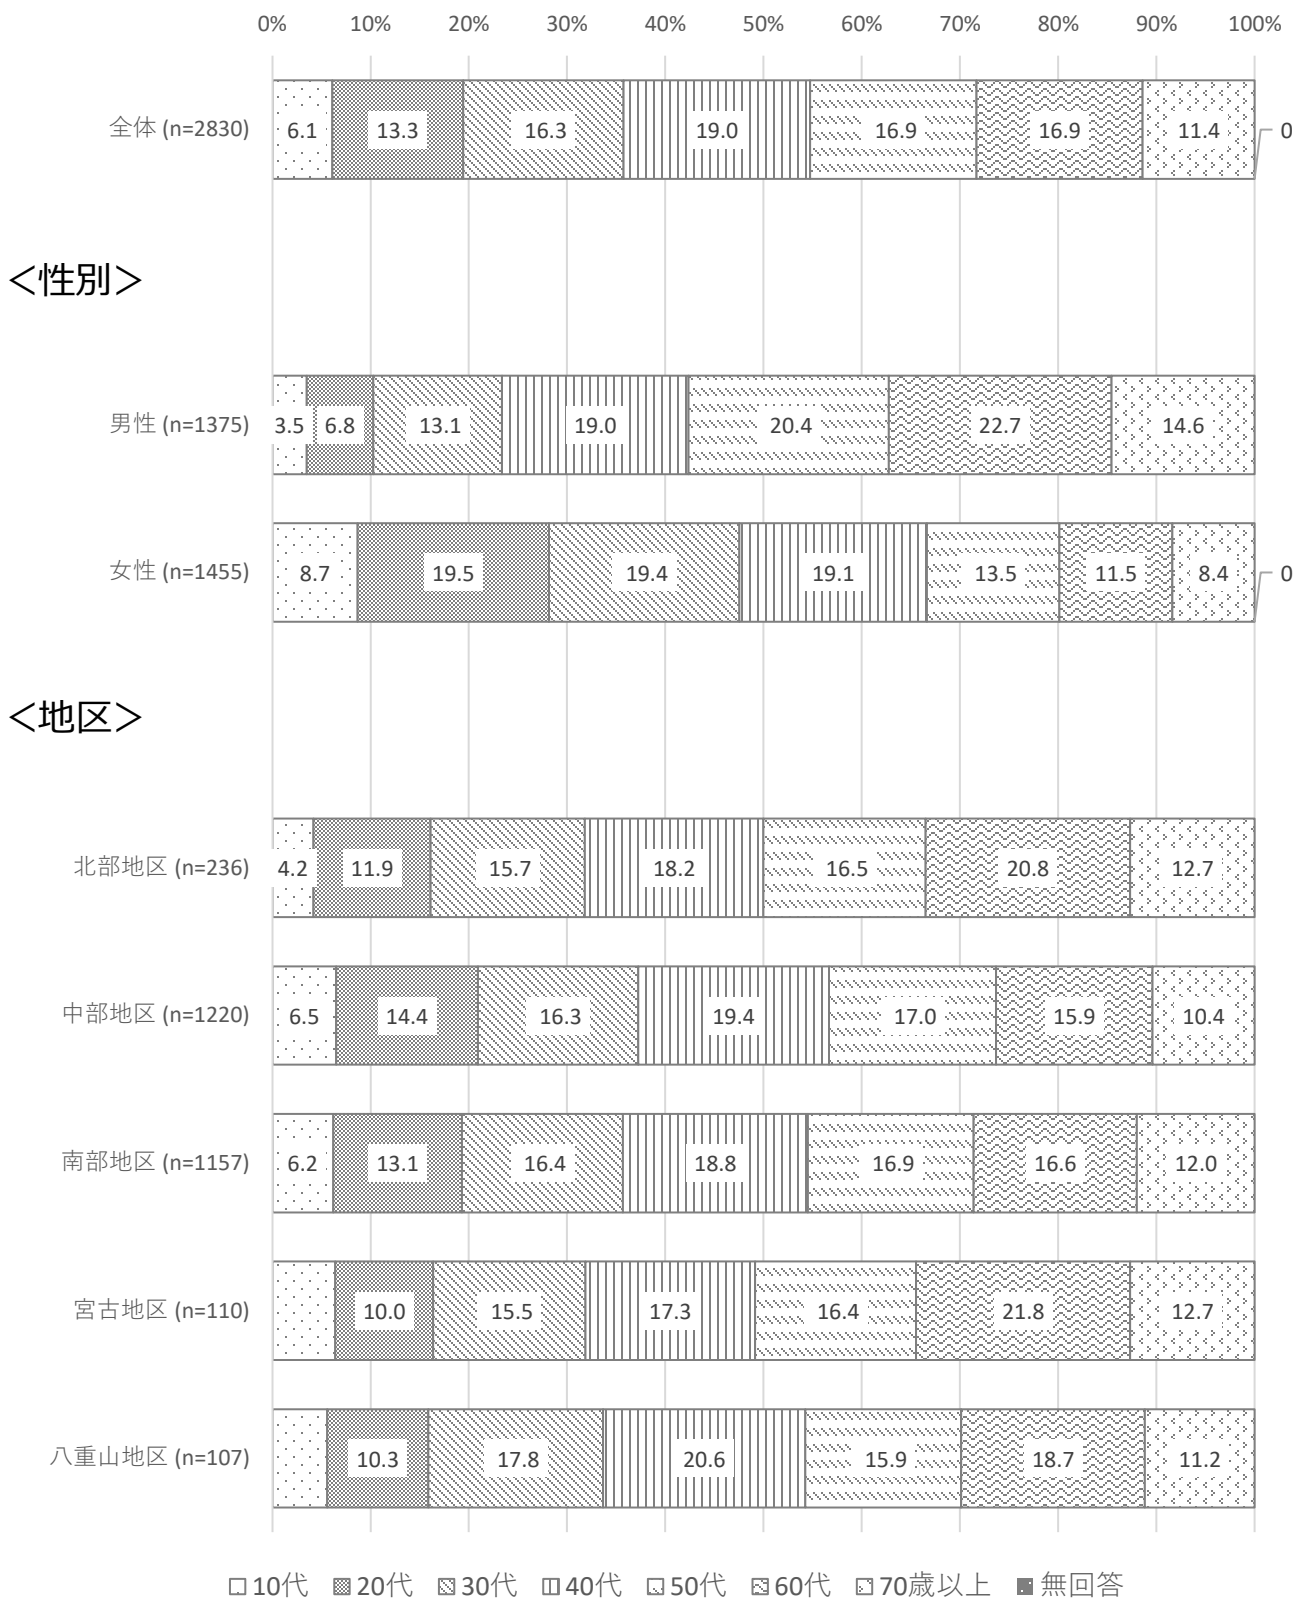 0% 10% 20% 30% 40% 50% 60% 70% 80% 90% 100%
全体 (n=2830) 6.1 13.3 16.3 19.0 16.9 16.9 11.4 0
＜性別＞
男性 (n=1375) 3.5 6.8 13.1 19.0 20.4 22.7 14.6
女性 (n=1455) 8.7 19.5 19.4 19.1 13.5 11.5 8.4 0
＜地区＞
北部地区 (n=236) 4.2 11.9 15.7 18.2 16.5 20.8 12.7
中部地区 (n=1220) 6.5 14.4 16.3 19.4 17.0 15.9 10.4
南部地区 (n=1157) 6.2 13.1 16.4 18.8 16.9 16.6 12.0
宮古地区 (n=110) 10.0 15.5 17.3 16.4 21.8 12.7
八重山地区 (n=107) 10.3 17.8 20.6 15.9 18.7 11.2
10代 20代 30代 40代 50代 60代 70歳以上 無回答